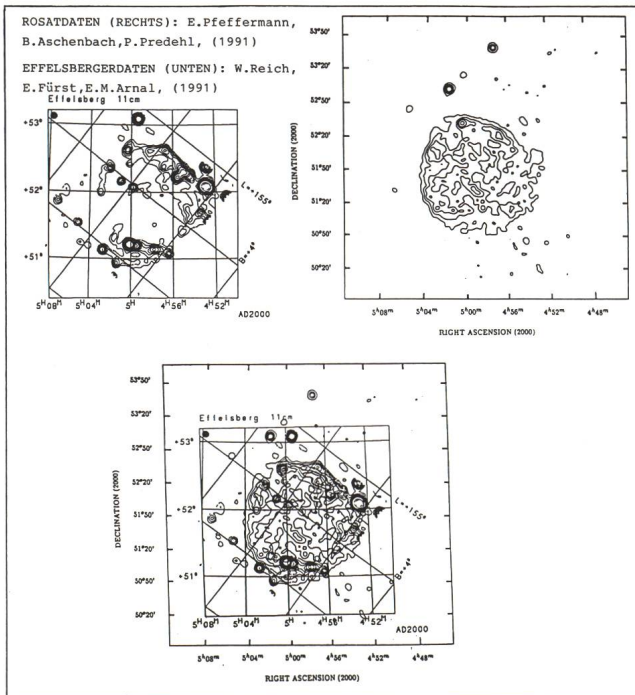 ROSATDATEN (RECHTS): E.Pfeffermann,
B.Aschenbach,P.Predehl, (1991)
EFFELSBERGERDATEN (UNTEN): W.Reich,
E.Fürst,E.M.Arnal, (1991)
Effelsberg 11cm
+53°
+52°
+51°
5ᴴ08ᴹ 5ᴴ04ᴹ 5ᴴ 4ᴴ56ᴹ 4ᴴ52ᴹ
AD2000
L=155°
B=4°
53°50'
53°20'
52°50'
52°20'
51°50'
51°20'
50°50'
50°20'
DECLINATION (2000)
5ʰ08ᵐ 5ʰ04ᵐ 5ʰ00ᵐ 4ʰ56ᵐ 4ʰ52ᵐ 4ʰ48ᵐ
RIGHT ASCENSION (2000)
53°50'
53°20'
52°50'
52°20'
51°50'
51°20'
50°50'
50°20'
DECLINATION (2000)
Effelsberg 11cm
+53°
+52°
+51°
5ᴴ08ᴹ 5ᴴ04ᴹ 5ᴴ 4ᴴ56ᴹ 4ᴴ52ᴹ
AD2000
L=155°
B=4°
5ʰ08ᵐ 5ʰ04ᵐ 5ʰ00ᵐ 4ʰ56ᵐ 4ʰ52ᵐ 4ʰ48ᵐ
RIGHT ASCENSION (2000)